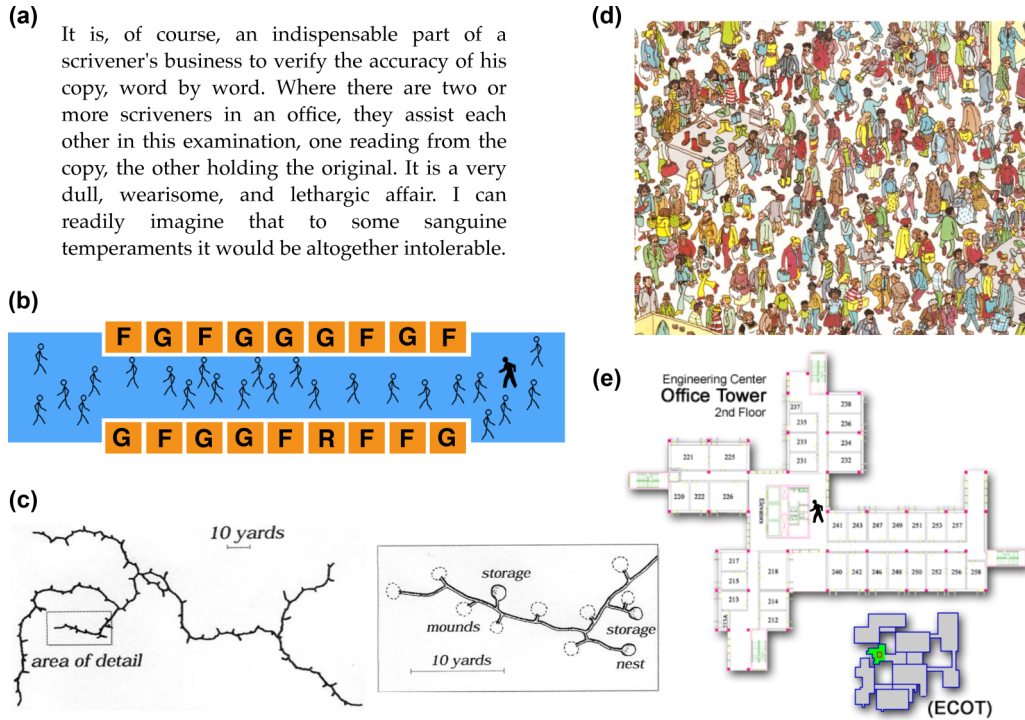 (a)
It is, of course, an indispensable part of a
scrivener's business to verify the accuracy of his
copy, word by word. Where there are two or
more scriveners in an office, they assist each
other in this examination, one reading from the
copy, the other holding the original. It is a very
dull, wearisome, and lethargic affair. I can
readily imagine that to some sanguine
temperaments it would be altogether intolerable.
(b)
F G F G G G F G F
G F G G F R F F G
(c)
10 yards
area of detail
storage
mounds
storage
10 yards
nest
(d)
(e)
Engineering Center
Office Tower
2nd Floor
237
238
235
236
233
234
231
232
221 225
220 222 226
Elevators
241 243 247 249 251 253 257
217
215
213
218
214
212
240 242 246 248 250 252 256 258
(ECOT)